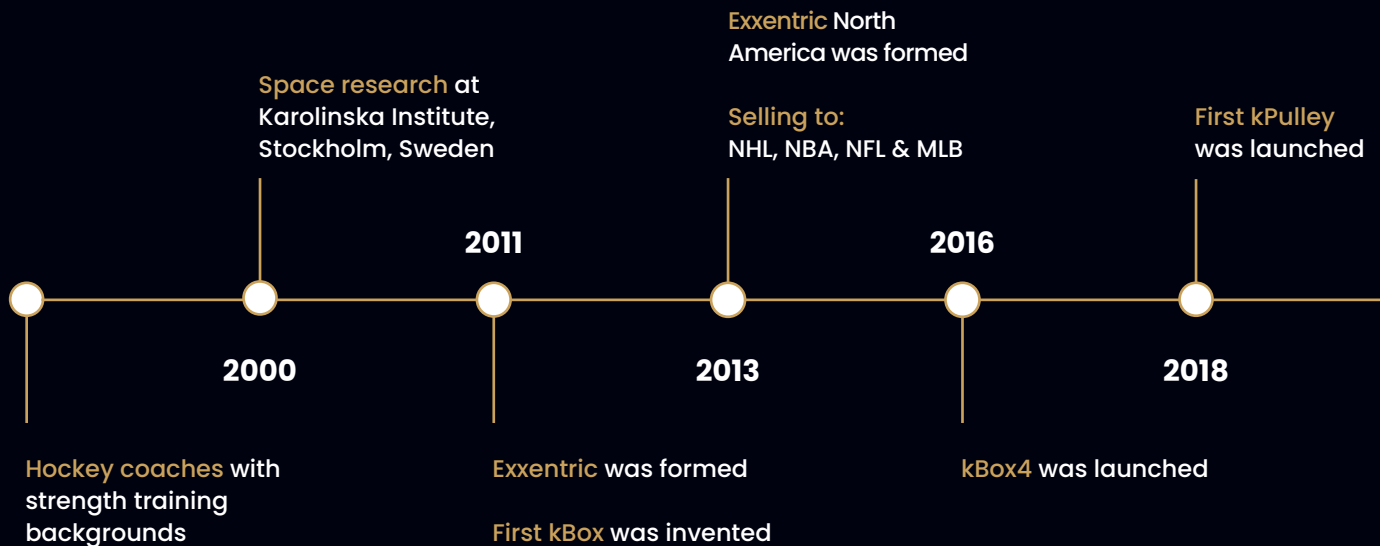 Hockey coaches with
strength training
backgrounds
Space research at
Karolinska Institute,
Stockholm, Sweden
2000
2011
Exxentric was formed
First kBox was invented
Exxentric North
America was formed
Selling to:
NHL, NBA, NFL & MLB
2013
2016
kBox4 was launched
First kPulley
was launched
2018